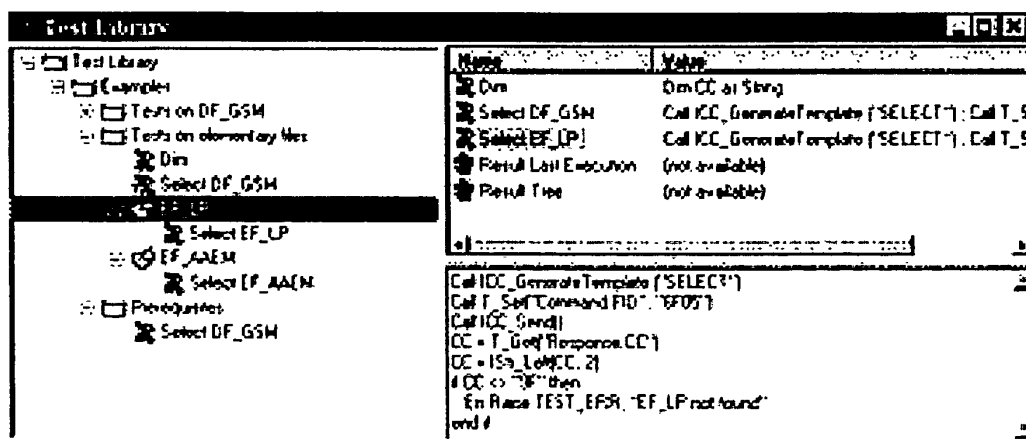 Test Library
Test Library
Examples
Tests on DF_GSM
Tests on elementary files
Dim
Select DF_GSM
EF_LP
Select EF_LP
EF_AAEM
Select EF_AAEM
Prerequisites
Select DF_GSM
Name Value
Dim Dim CC as String
Select DF_GSM Call ICC_GenerateTemplate ("SELECT") : Call T_S
Select EF_LP Call ICC_GenerateTemplate ("SELECT") : Call T_S
Result Last Execution (not available)
Result Tree (not available)
Call ICC_GenerateTemplate ("SELECT")
Call T_Set("Command.FID", "6F05")
Call ICC_Send()
CC = T_Get("Response.CC")
CC =
if CC <> "9F" then
Err.Raise TEST_ERR, "EF_LP not found"
end if